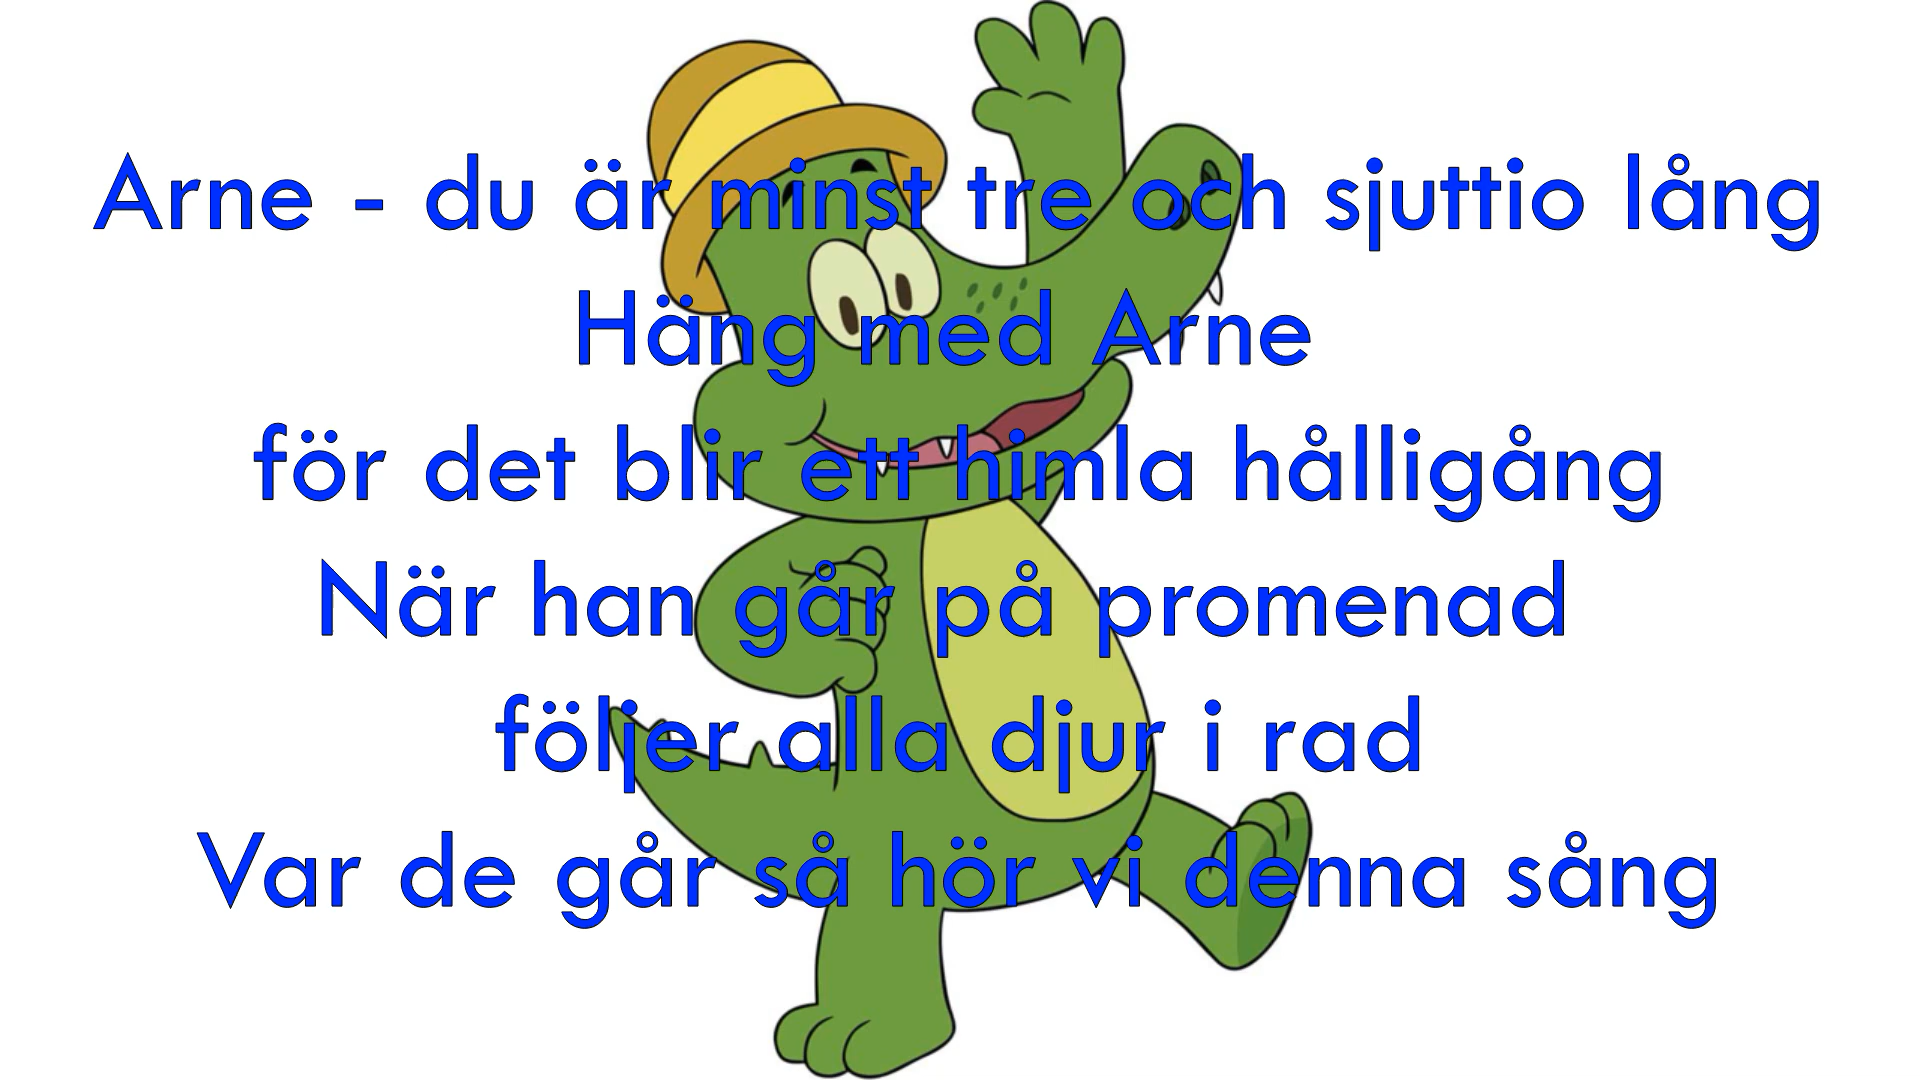 Arne - du är minst tre och sjuttio lång
Häng med Arne
för det blir ett himla hålligång
När han går på promenad
följer alla djur i rad
Var de går så hör vi denna sång